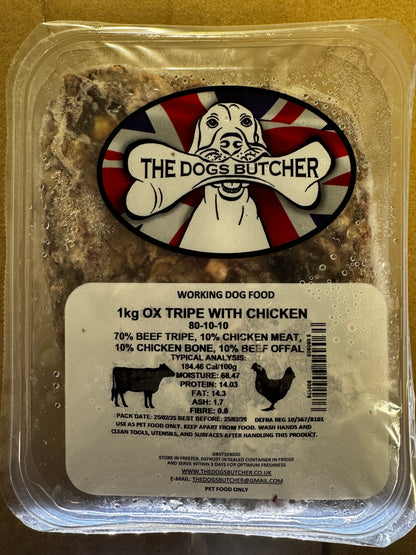 THE DOGS BUTCHER
WORKING DOG FOOD
1kg OX TRIPE WITH CHICKEN
80-10-10
70% BEEF TRIPE, 10% CHICKEN MEAT,
10% CHICKEN BONE, 10% BEEF OFFAL
TYPICAL ANALYSIS:
184.46 Cal/100g
MOISTURE: 68.47
PROTEIN: 14.03
FAT: 14.3
ASH: 1.7
FIBRE: 0.8
PACK DATE: 25/02/25 BEST BEFORE: 25/02/26 DEFRA REG 10/367/8101
USE AS PET FOOD ONLY. KEEP APART FROM FOOD. WASH HANDS AND
CLEAN TOOLS, UTENSILS, AND SURFACES AFTER HANDLING THIS PRODUCT.
STORE IN FREEZER, DEFROST IN SEALED CONTAINER IN FRIDGE
AND SERVE WITHIN 3 DAYS FOR OPTIMUM FRESHNESS
WWW.THEDOGSBUTCHER.CO.UK
E-MAIL: THEDOGSBUTCHER@GMAIL.COM
PET FOOD ONLY